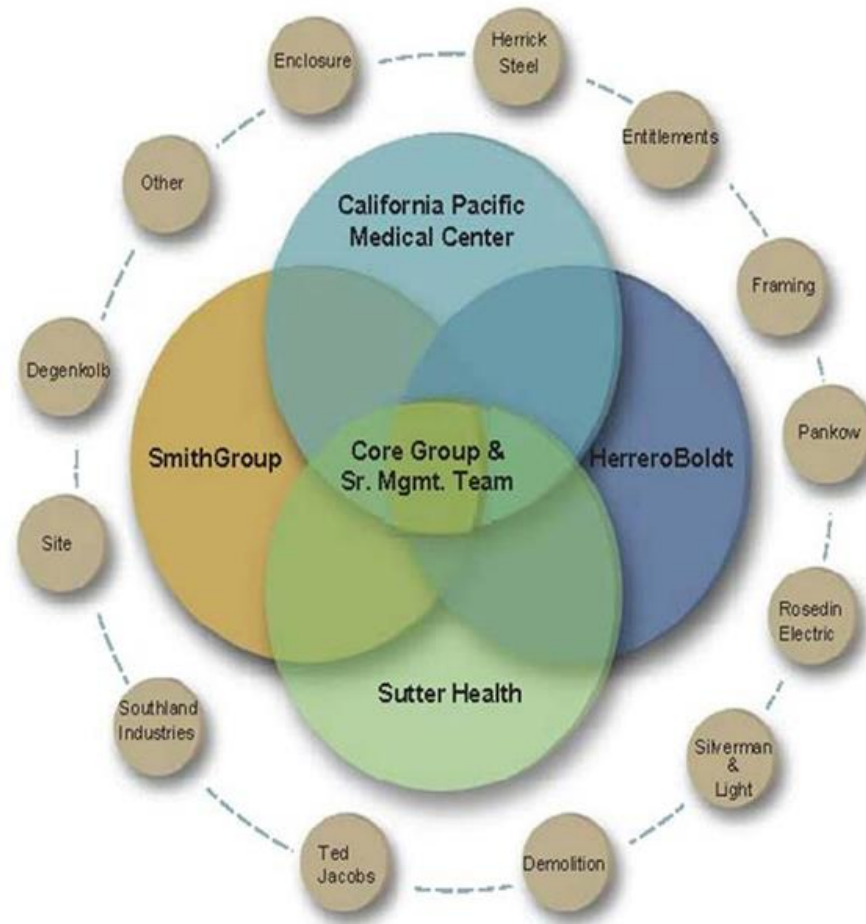 Enclosure
Herrick
Steel
Entitlements
Other
California Pacific
Medical Center
Framing
Degenkolb
SmithGroup
Core Group &
Sr. Mgmt. Team
HerreroBoldt
Pankow
Site
Rosedin
Electric
Sutter Health
Southland
Industries
Silverman
&
Light
Ted
Jacobs
Demolition